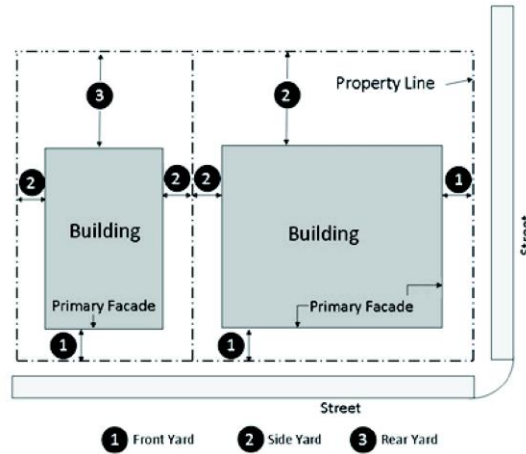 3
2
Property Line
2
2
2
1
Building
Building
Street
Primary Facade
Primary Facade
1
1
Street
1 Front Yard
2 Side Yard
3 Rear Yard